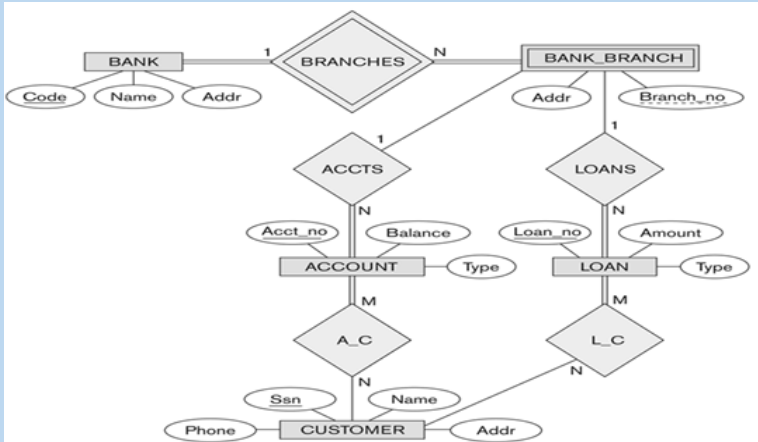 BANK
1
BRANCHES
N
BANK_BRANCH
Code
Name
Addr
Addr
Branch_no
1
1
ACCTS
LOANS
N
N
Acct_no
Balance
Loan_no
Amount
ACCOUNT
Type
LOAN
Type
M
M
A_C
L_C
N
N
Ssn
Name
Phone
CUSTOMER
Addr